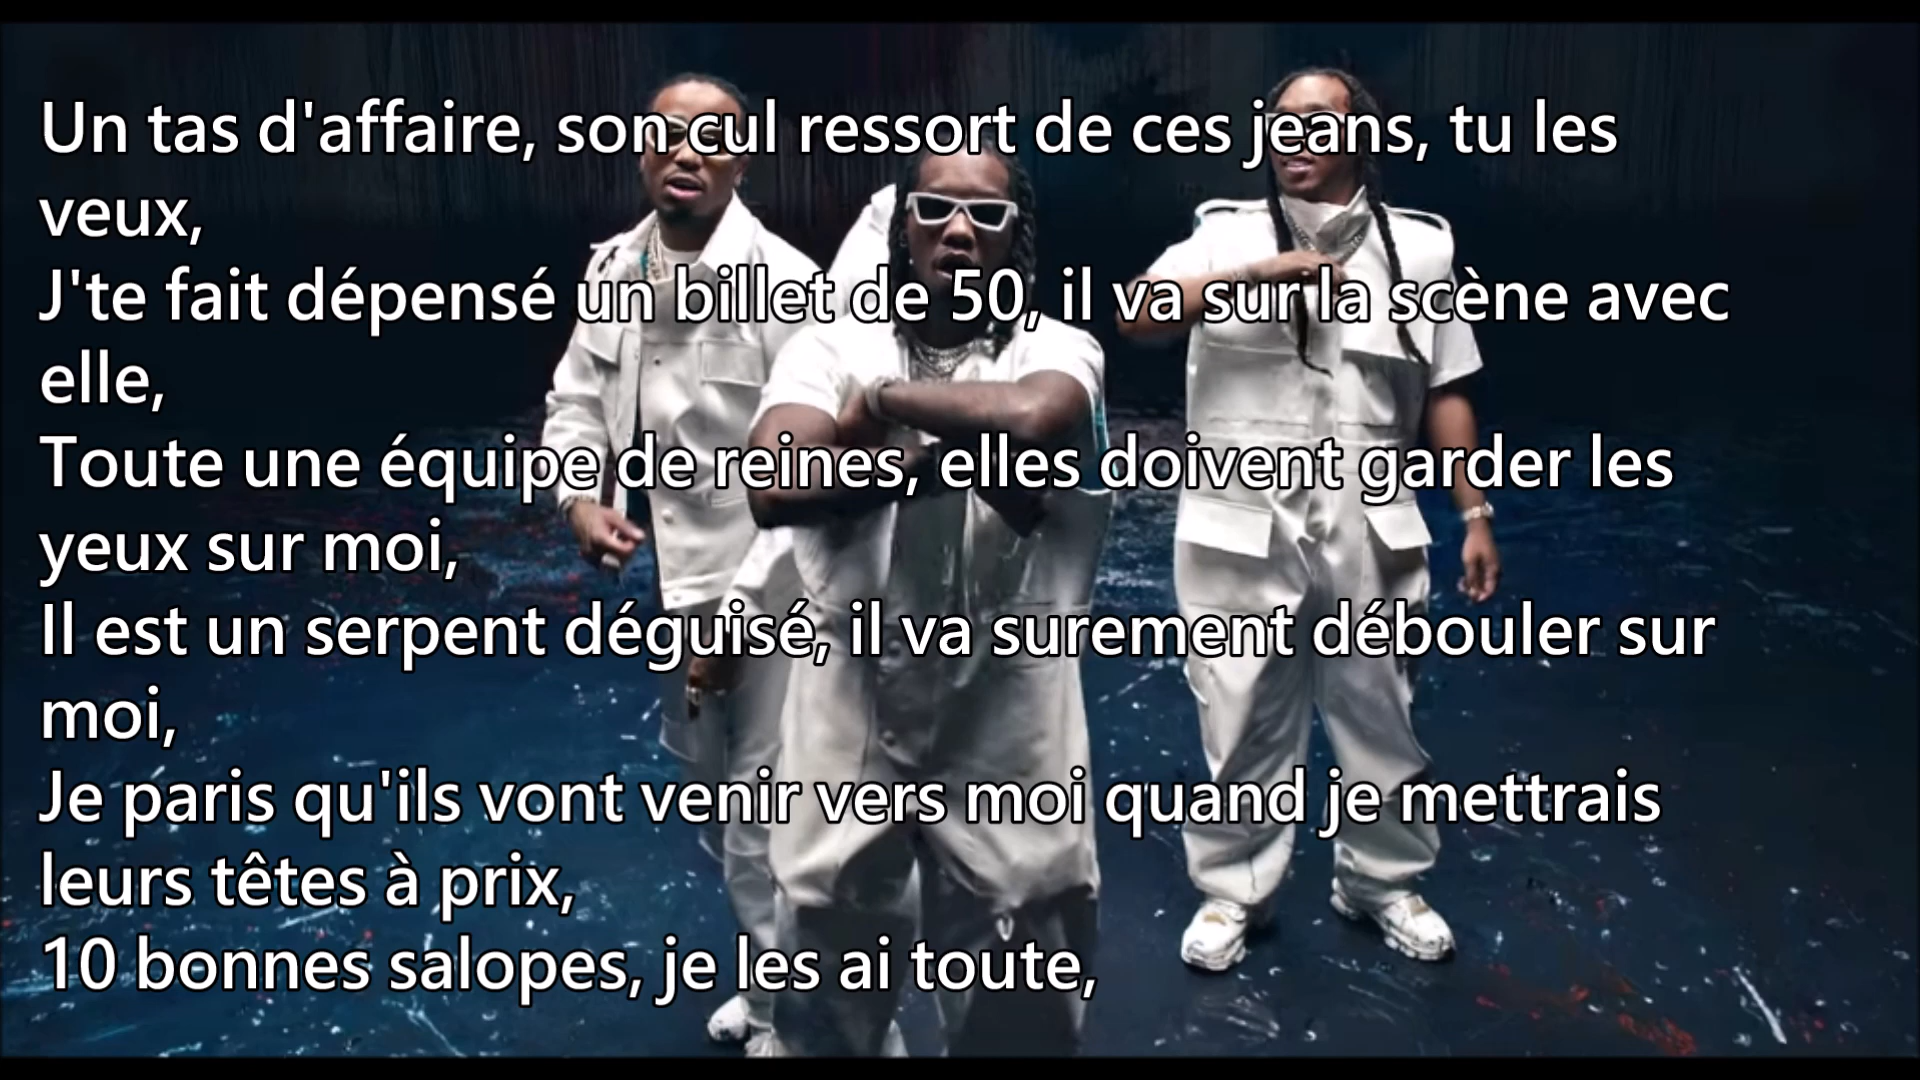 Un tas d'affaire, son cul ressort de ces jeans, tu les
veux,
J'te fait dépensé un billet de 50, il va sur la scène avec
elle,
Toute une équipe de reines, elles doivent garder les
yeux sur moi,
Il est un serpent déguisé, il va surement débouler sur
moi,
Je paris qu'ils vont venir vers moi quand je mettrais
leurs têtes à prix,
10 bonnes salopes, je les ai toute,